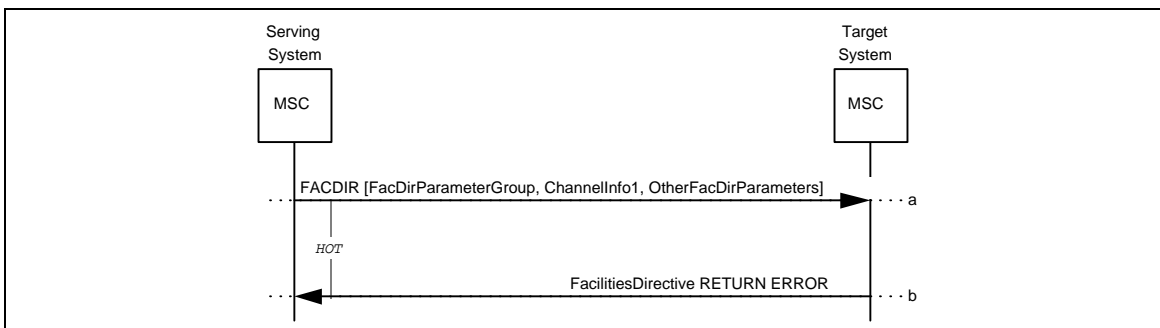 Serving
System
Target
System
MSC
MSC
FACDIR [FacDirParameterGroup, ChannelInfo1, OtherFacDirParameters]
a
HOT
FacilitiesDirective RETURN ERROR
b